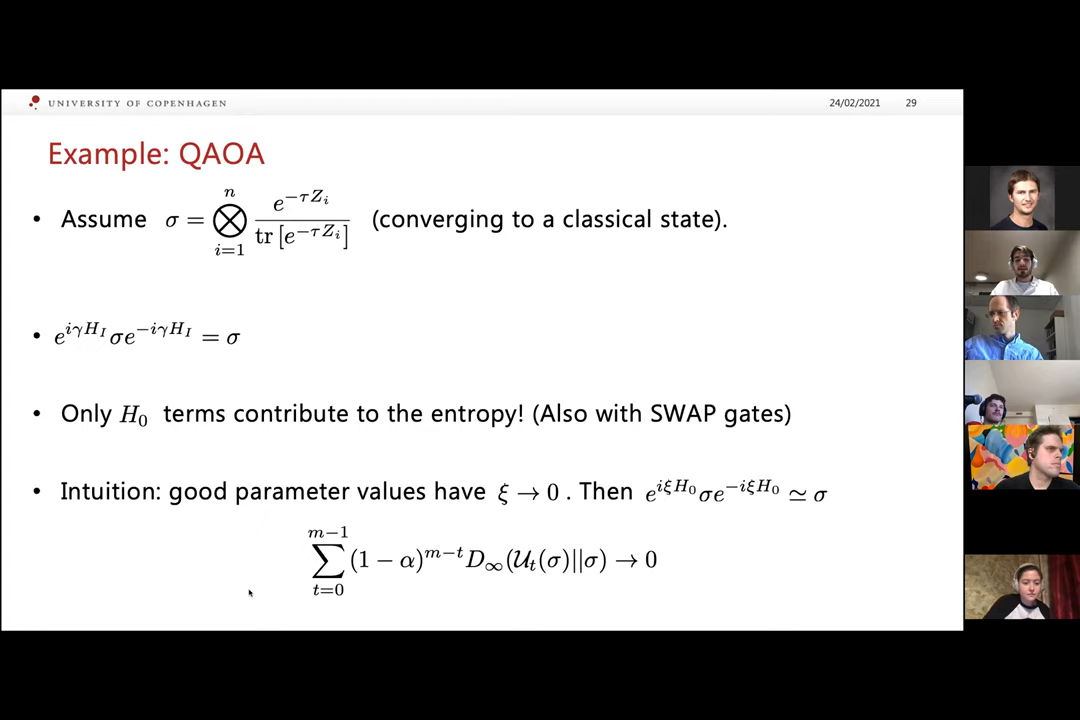 UNIVERSITY OF COPENHAGEN 24/02/2021 29
Example: QAOA
• Assume σ = ⨂_{i=1}^{n} e^{−τZ_i} / tr[e^{−τZ_i}] (converging to a classical state).
• e^{iγH_I}σe^{−iγH_I} = σ
• Only H_0 terms contribute to the entropy! (Also with SWAP gates)
• Intuition: good parameter values have ξ → 0. Then e^{iξH_0}σe^{−iξH_0} ≃ σ
∑_{t=0}^{m−1} (1 − α)^{m−t} D_∞(𝒰_t(σ)||σ) → 0